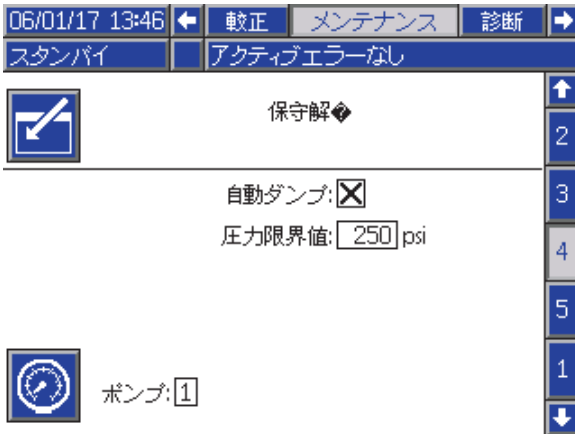 06/01/17 13:46 較正 メンテナンス 診断
スタンバイ アクティブエラーなし
保守解�
2
自動ダンプ:
3
圧力限界値: 250 psi
4
5
ポンプ: 1
1